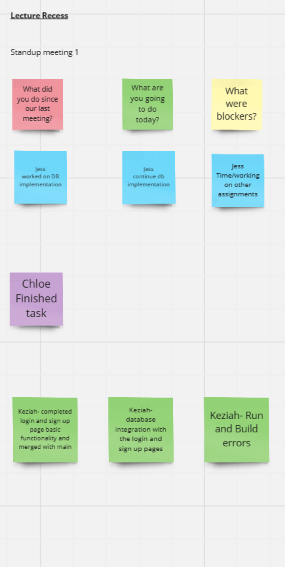 Lecture Recess
Standup meeting 1
What did
you do since
our last
meeting?
What are
you going
to do
today?
What
were
blockers?
Jess
worked on DB
implementation
Jess
continue db
implementation
Jess
Time/working
on other
assignments
Chloe
Finished
task
Keziah- completed
login and sign up
page basic
functionality and
merged with main
Keziah-
database
integration with
the login and
sign up pages
Keziah- Run
and Build
errors